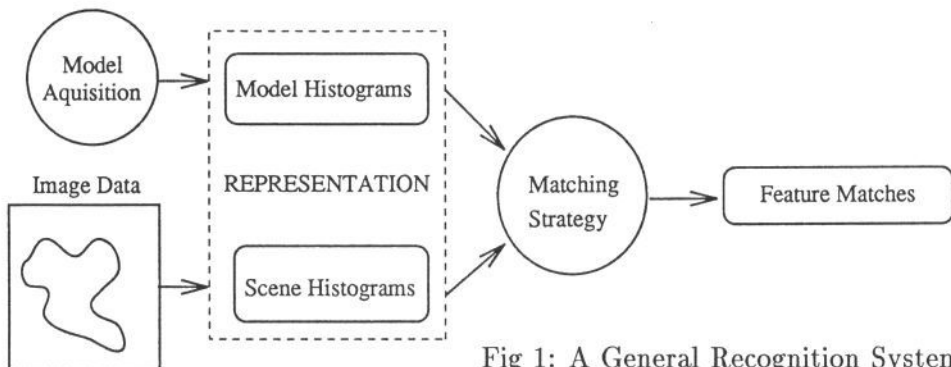 Model
Aquisition
Model Histograms
Image Data
REPRESENTATION
Matching
Strategy
Feature Matches
Scene Histograms
Fig 1: A General Recognition System